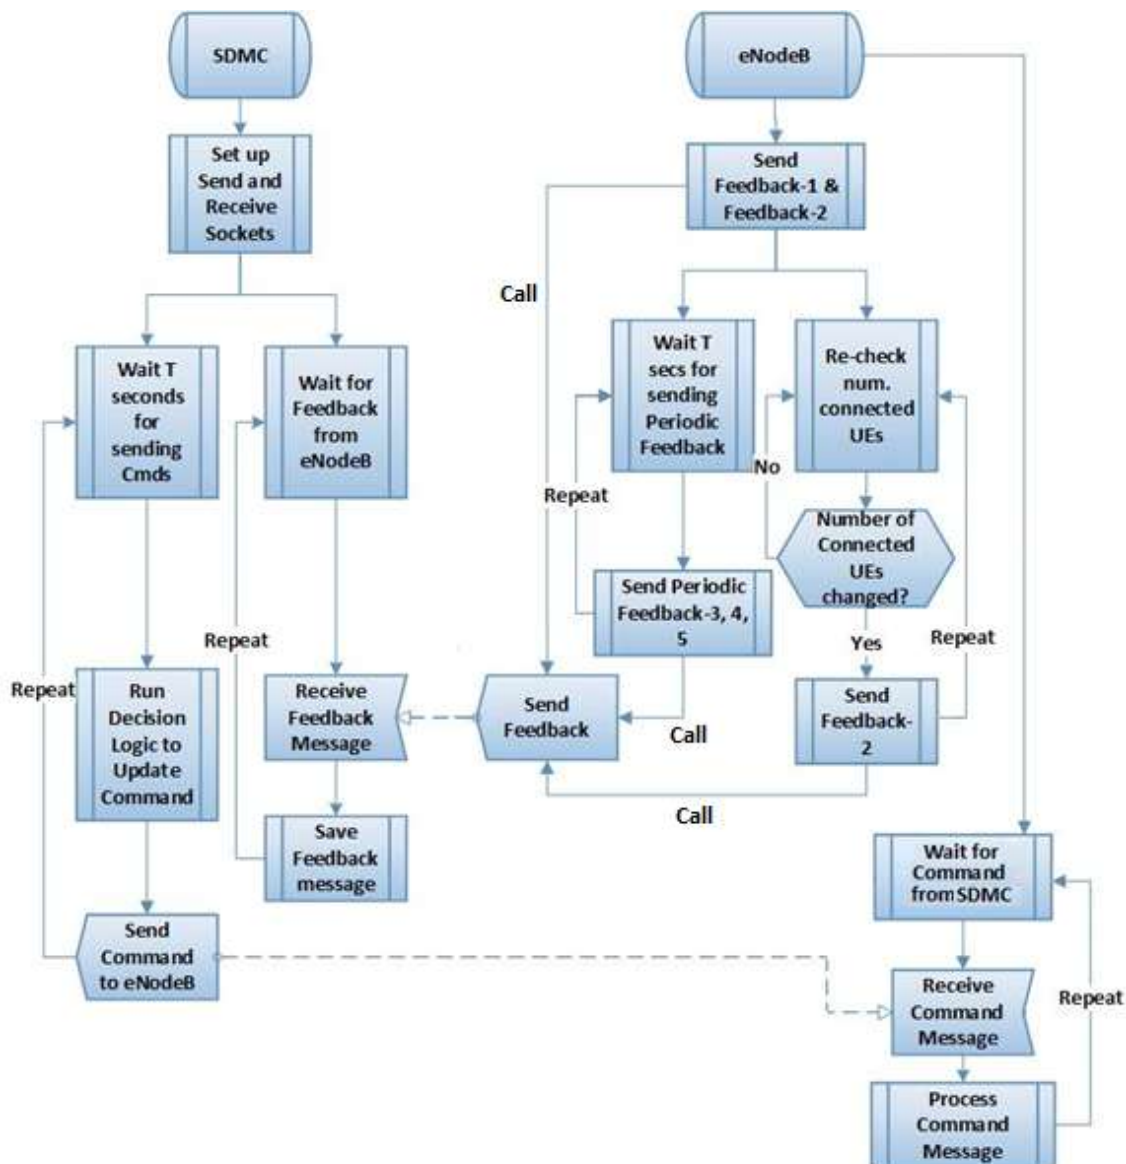 SDMC
Set up
Send and
Receive
Sockets
Wait T
seconds
for
sending
Cmds
Wait for
Feedback
from
eNodeB
Repeat
Repeat
Run
Decision
Logic to
Update
Command
Receive
Feedback
Message
Save
Feedback
message
Send
Command
to eNodeB
eNodeB
Send
Feedback-1 &
Feedback-2
Call
Wait T
secs for
sending
Periodic
Feedback
Re-check
num.
connected
UEs
No
Repeat
Number of
Connected
UEs
changed?
Send Periodic
Feedback-3, 4,
5
Yes
Repeat
Send
Feedback
Call
Send
Feedback-
2
Call
Wait for
Command
from SDMC
Receive
Command
Message
Repeat
Process
Command
Message